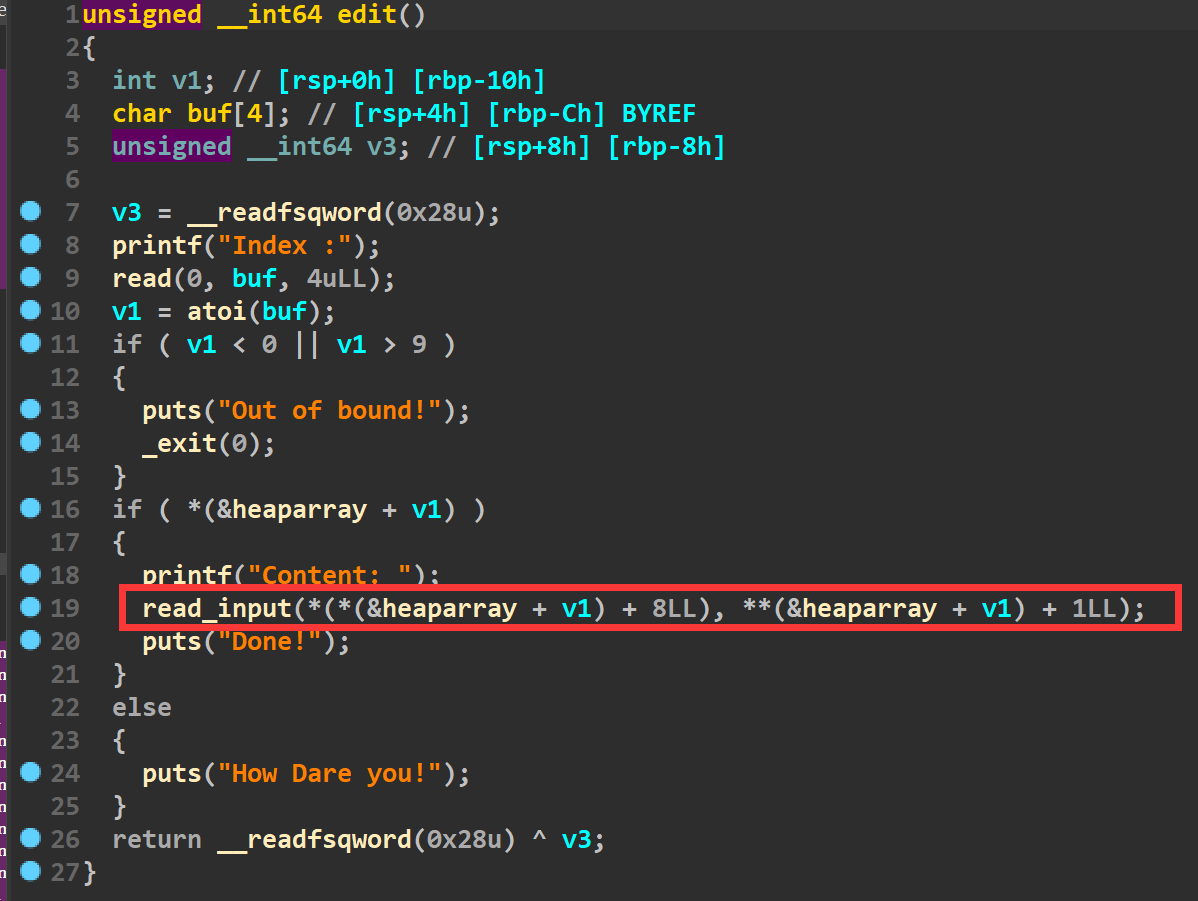 1 unsigned __int64 edit()
2 {
3   int v1; // [rsp+0h] [rbp-10h]
4   char buf[4]; // [rsp+4h] [rbp-Ch] BYREF
5   unsigned __int64 v3; // [rsp+8h] [rbp-8h]
6
7   v3 = __readfsqword(0x28u);
8   printf("Index :");
9   read(0, buf, 4uLL);
10   v1 = atoi(buf);
11   if ( v1 < 0 || v1 > 9 )
12   {
13     puts("Out of bound!");
14     _exit(0);
15   }
16   if ( *(&heaparray + v1) )
17   {
18     printf("Content: ");
19     read_input(*(*(&heaparray + v1) + 8LL), **(&heaparray + v1) + 1LL);
20     puts("Done!");
21   }
22   else
23   {
24     puts("How Dare you!");
25   }
26   return __readfsqword(0x28u) ^ v3;
27 }